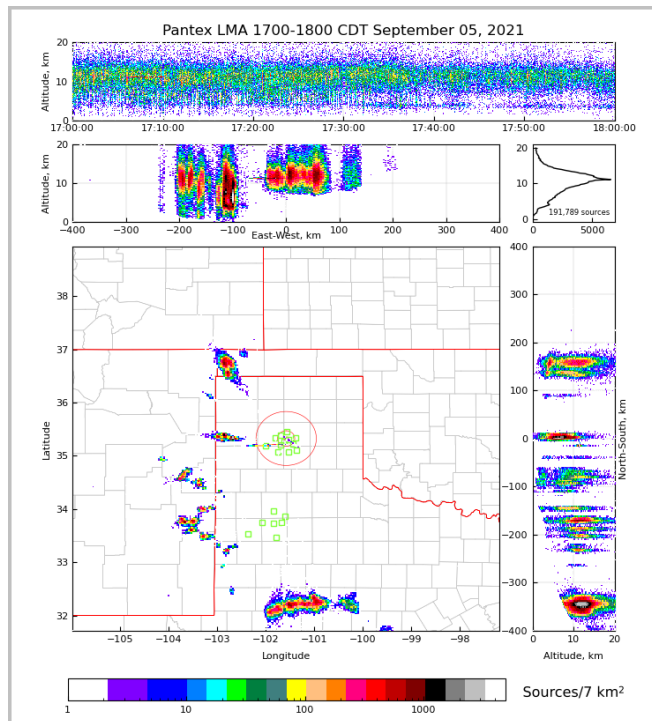 Pantex LMA 1700-1800 CDT September 05, 2021
20
10
0
Altitude, km
17:00:00 17:10:00 17:20:00 17:30:00 17:40:00 17:50:00 18:00:00
20
10
0
Altitude, km
−400 −300 −200 −100 0 100 200 300 400
East-West, km
20
10
0
191,789 sources
0 5000
38
37
36
35
34
33
32
Latitude
−105 −104 −103 −102 −101 −100 −99 −98
Longitude
400
300
200
100
0
−100
−200
−300
−400
North-South, km
0 10 20
Altitude, km
1 10 100 1000
Sources/7 km²